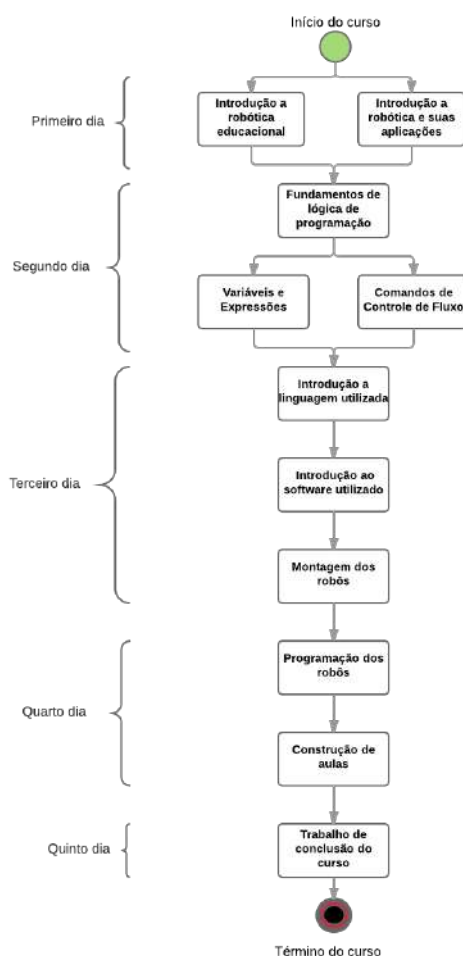 Início do curso
Primeiro dia
Introdução a
robótica
educacional
Introdução a
robótica e suas
aplicações
Fundamentos de
lógica de
programação
Segundo dia
Variáveis e
Expressões
Comandos de
Controle de Fluxo
Introdução a
linguagem utilizada
Terceiro dia
Introdução ao
software utilizado
Montagem dos
robôs
Programação dos
robôs
Quarto dia
Construção de
aulas
Quinto dia
Trabalho de
conclusão do
curso
Término do curso